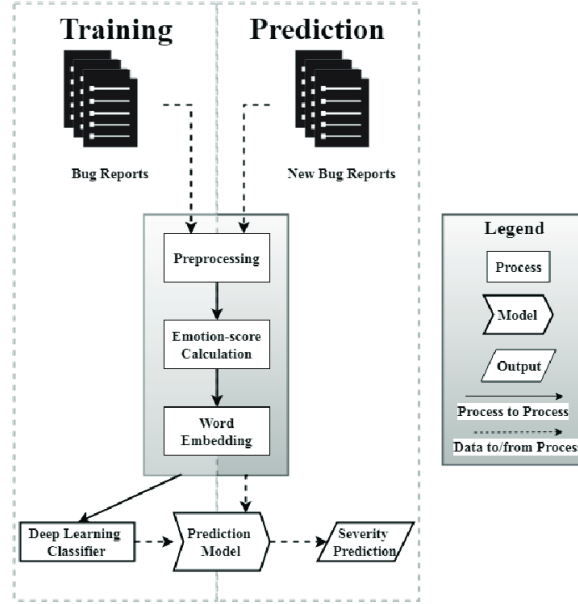 Training
Prediction
Bug Reports
New Bug Reports
Preprocessing
Emotion-score
Calculation
Word
Embedding
Deep Learning
Classifier
Prediction
Model
Severity
Prediction
Legend
Process
Model
Output
Process to Process
Data to/from Process